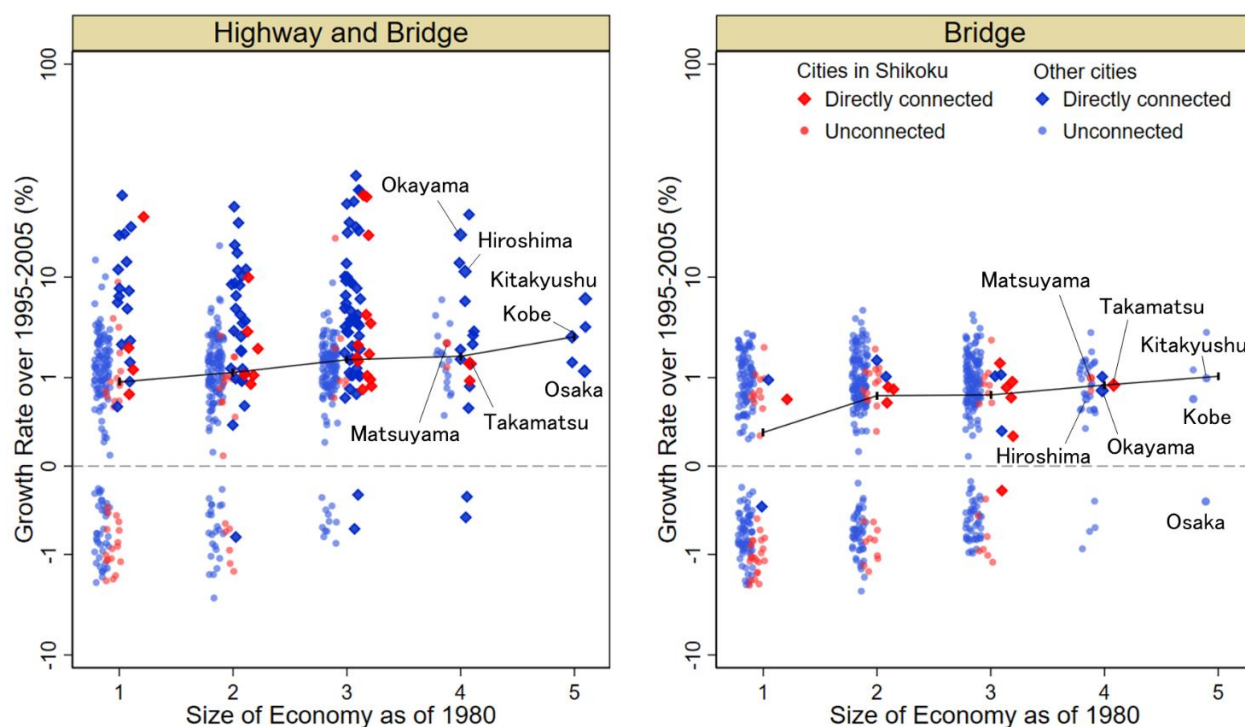 Highway and Bridge
Growth Rate over 1995-2005 (%)
100
10
1
0
-1
-10
Okayama
Hiroshima
Kitakyushu
Kobe
Osaka
Matsuyama
Takamatsu
1 2 3 4 5
Size of Economy as of 1980
Bridge
Growth Rate over 1995-2005 (%)
100
10
1
0
-1
-10
Cities in Shikoku
Directly connected
Unconnected
Other cities
Directly connected
Unconnected
Matsuyama
Takamatsu
Kitakyushu
Kobe
Hiroshima
Okayama
Osaka
1 2 3 4 5
Size of Economy as of 1980